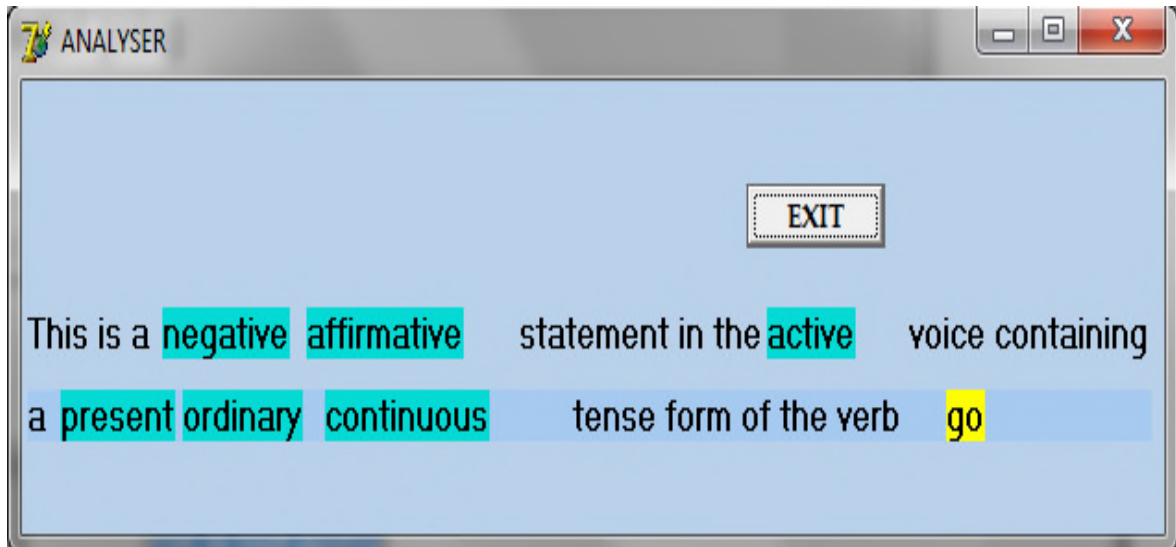 ANALYSER
EXIT
This is a negative affirmative statement in the active voice containing
a present ordinary continuous tense form of the verb go